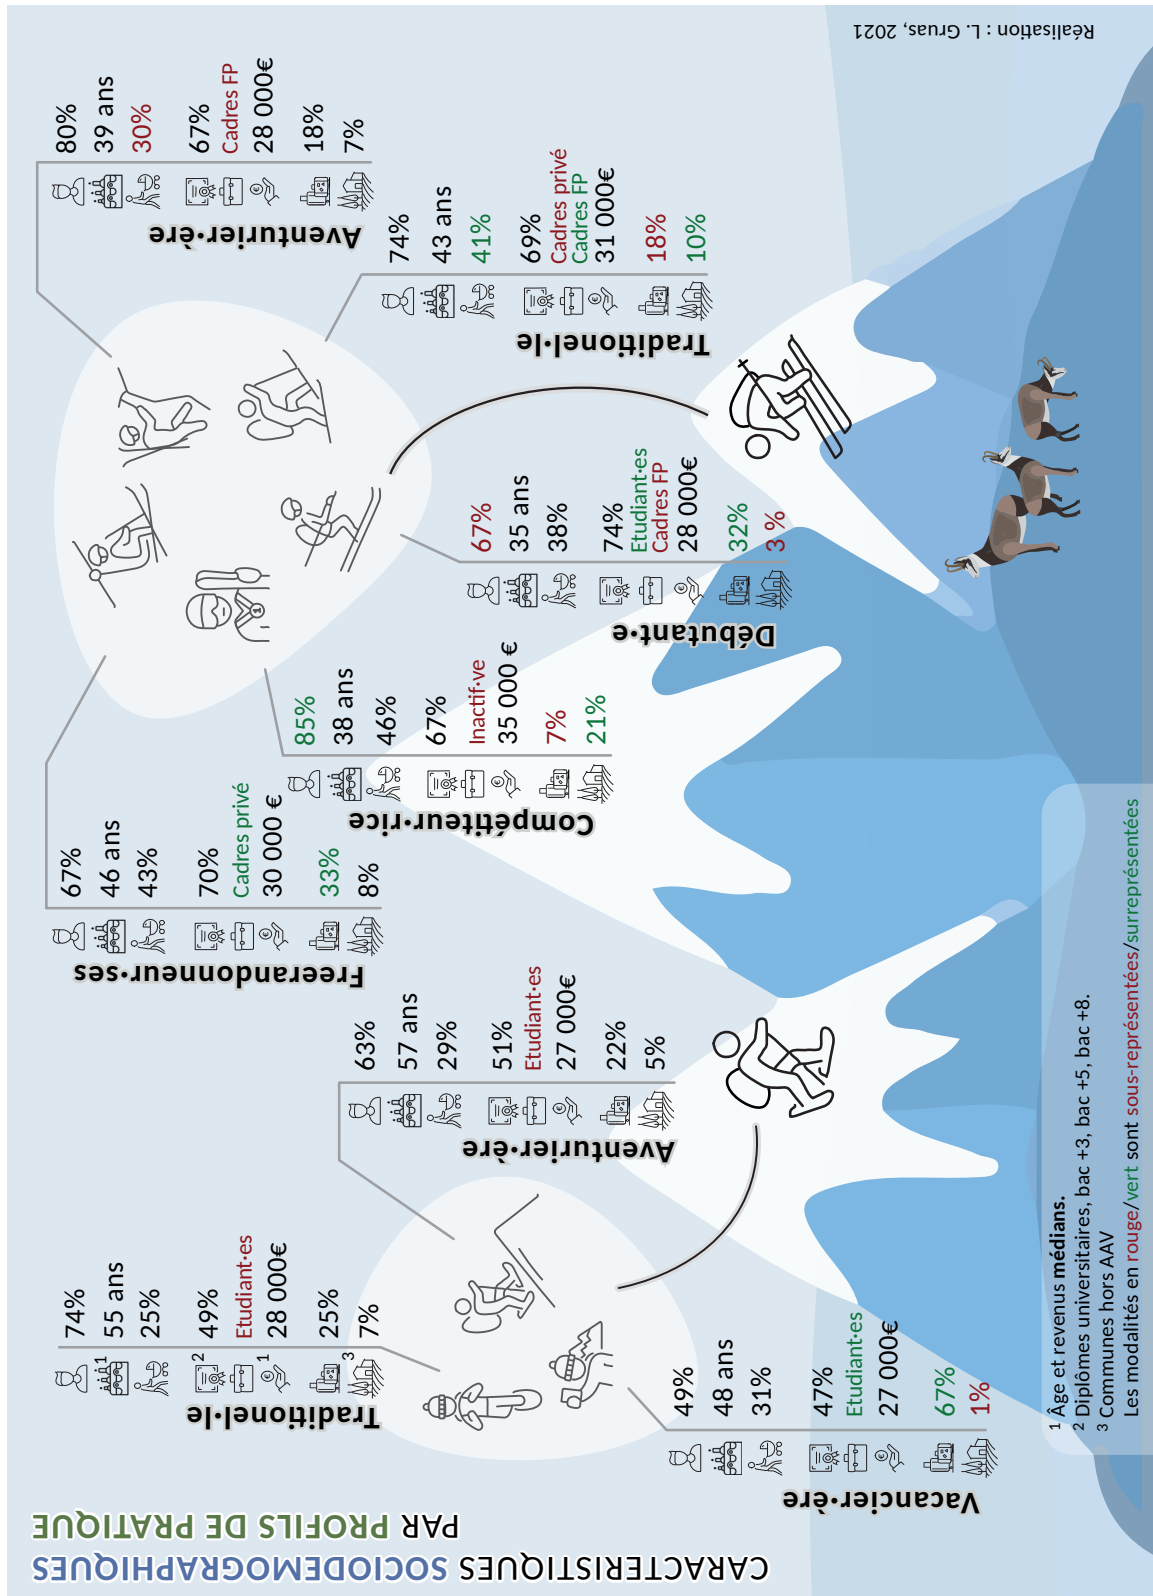 CARACTERISTIQUES SOCIODEMOGRAPHIQUES
PAR PROFILS DE PRATIQUE
Traditionel·le
74%
55 ans
1
25%
2
49%
Etudiant·es
1
28 000€
25%
3
7%
Aventurier·ère
63%
57 ans
29%
51%
Etudiant·es
27 000€
22%
5%
Vacancier·ère
49%
48 ans
31%
47%
Etudiant·es
27 000€
67%
1%
Freerandonneur·ses
67%
46 ans
43%
70%
Cadres privé
30 000 €
33%
8%
Compétiteur·rice
85%
38 ans
46%
67%
Inactif·ve
35 000 €
7%
21%
Débutant·e
67%
35 ans
38%
74%
Etudiant·es
Cadres FP
28 000€
32%
3 %
Traditionel·le
74%
43 ans
41%
69%
Cadres privé
Cadres FP
31 000€
18%
10%
Aventurier·ère
80%
39 ans
30%
67%
Cadres FP
28 000€
18%
7%
1
1 Âge et revenus médians.
2 Diplômes universitaires, bac +3, bac +5, bac +8.
3 Communes hors AAV
Les modalités en rouge/vert sont sous-représentées/surreprésentées
Réalisation : L. Gruas, 2021